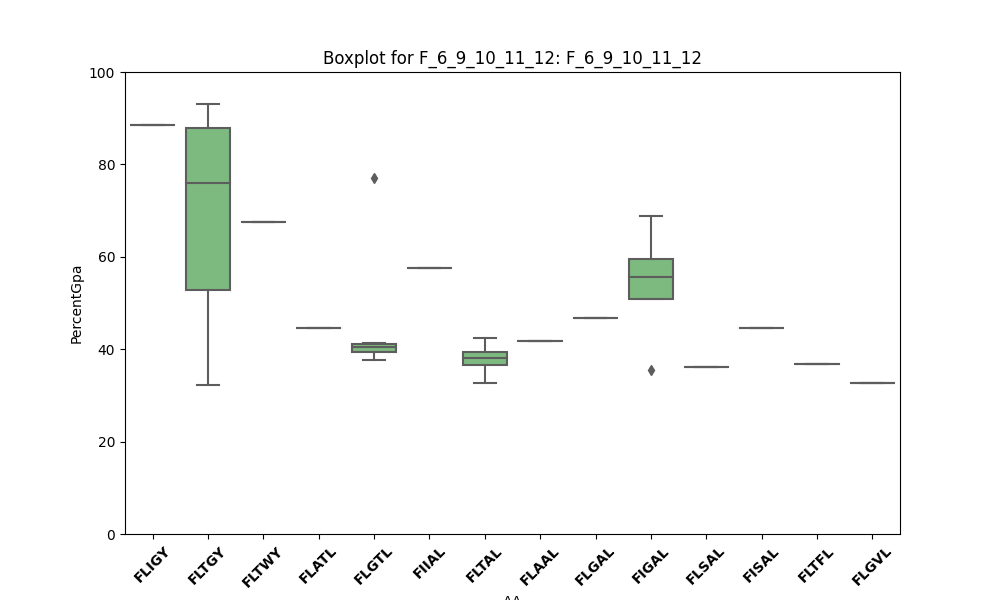 Boxplot for F_6_9_10_11_12: F_6_9_10_11_12
100
80
60
40
20
0
PercentGpa
FLIGY
FLTGY
FLTWY
FLATL
FLGTL
FIIAL
FLTAL
FLAAL
FLGAL
FIGAL
FLSAL
FISAL
FLTFL
FLGVL
AA